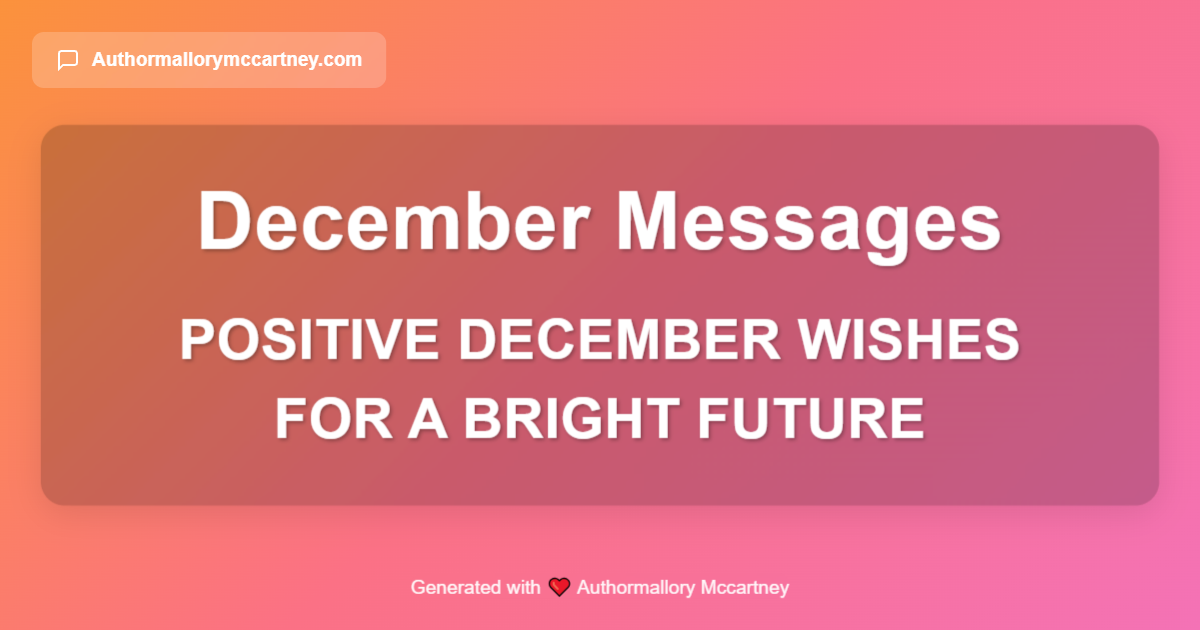 Authormallorymccartney.com
December Messages
POSITIVE DECEMBER WISHES
FOR A BRIGHT FUTURE
Generated with ❤️ Authormallory Mccartney